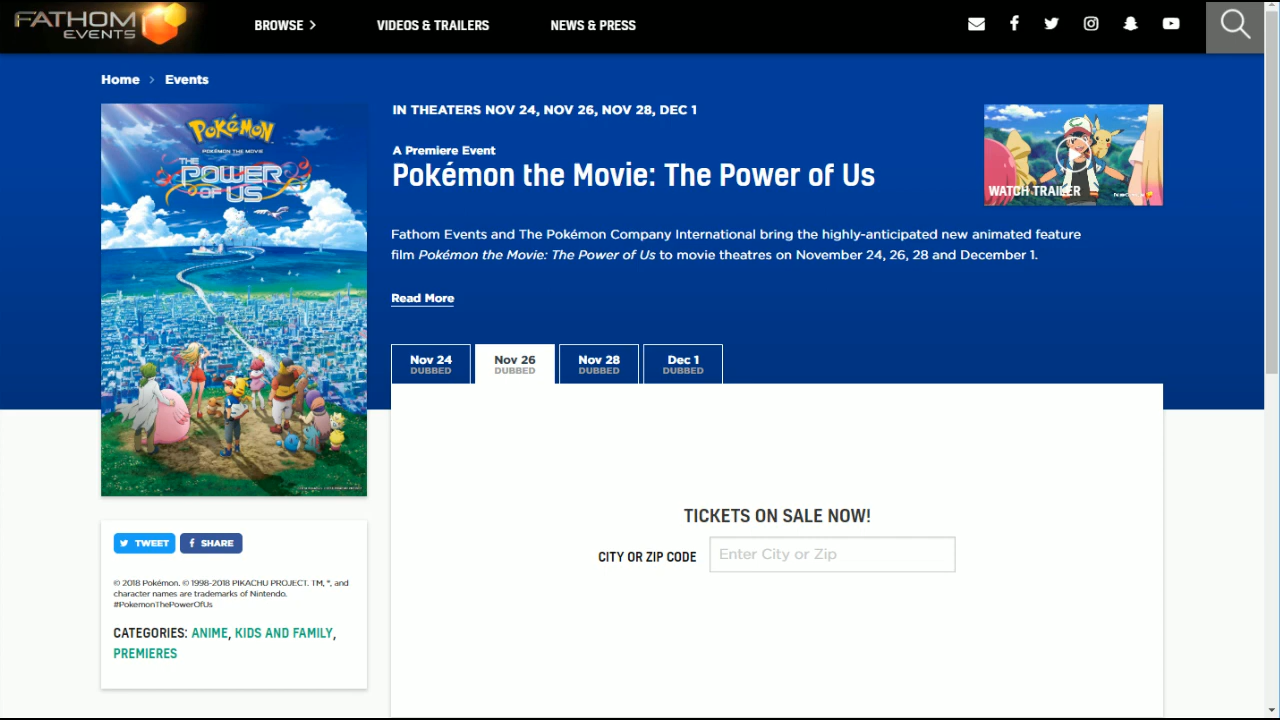 FATHOM
EVENTS
BROWSE
VIDEOS & TRAILERS
NEWS & PRESS
Home > Events
POKéMON
POKÉMON THE MOVIE
THE
POWER
OF US
IN THEATERS NOV 24, NOV 26, NOV 28, DEC 1
A Premiere Event
Pokémon the Movie: The Power of Us
WATCH TRAILER
Fathom Events and The Pokémon Company International bring the highly-anticipated new animated feature
film Pokémon the Movie: The Power of Us to movie theatres on November 24, 26, 28 and December 1.
Read More
Nov 24
DUBBED
Nov 26
DUBBED
Nov 28
DUBBED
Dec 1
DUBBED
TICKETS ON SALE NOW!
CITY OR ZIP CODE
Enter City or Zip
TWEET
SHARE
© 2018 Pokémon. © 1998-2018 PIKACHU PROJECT. TM, ®, and
character names are trademarks of Nintendo.
#PokemonThePowerOfUs
CATEGORIES: ANIME, KIDS AND FAMILY,
PREMIERES